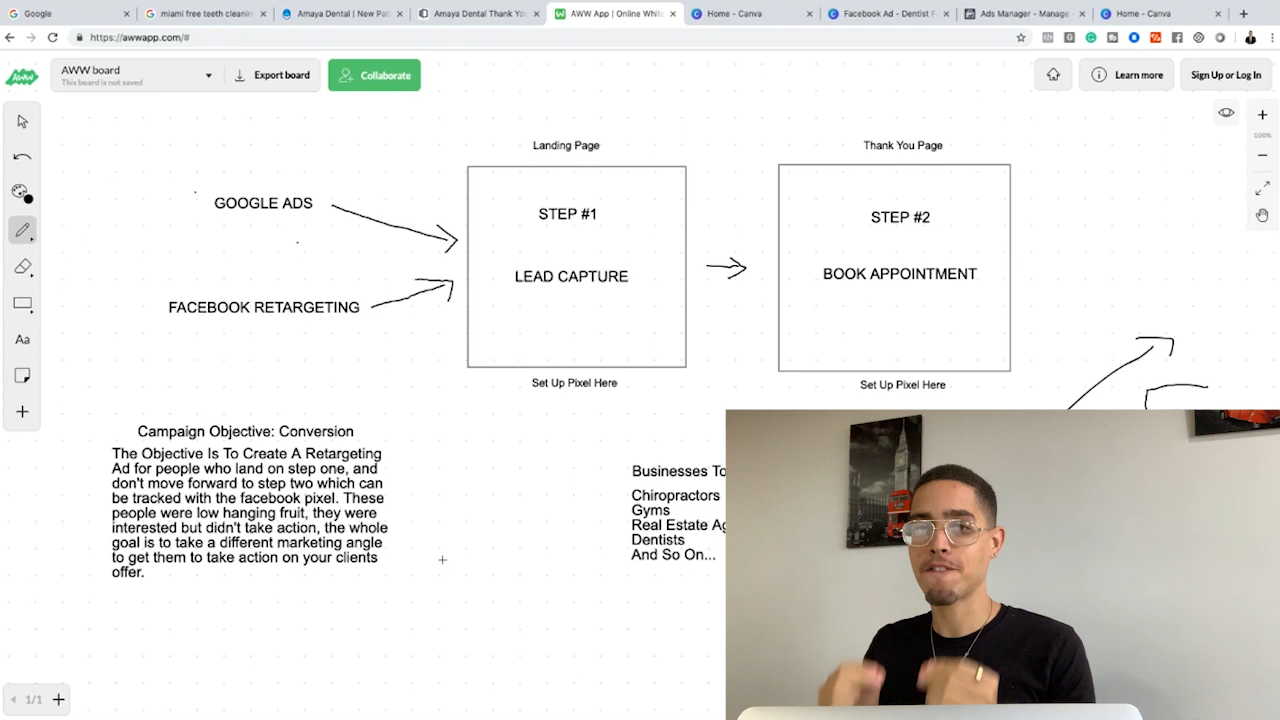 Google
miami free teeth cleanin
Amaya Dental | New Pati
Amaya Dental Thank You
AWW App | Online White
Home - Canva
Facebook Ad - Dentist F
Ads Manager - Manage
Home - Canva
https://awwapp.com/#
AWW
AWW board
This board is not saved
Export board
Collaborate
Learn more
Sign Up or Log In
100%
Aa
Landing Page
Thank You Page
GOOGLE ADS
STEP #1
STEP #2
LEAD CAPTURE
BOOK APPOINTMENT
FACEBOOK RETARGETING
Set Up Pixel Here
Set Up Pixel Here
Campaign Objective: Conversion
The Objective Is To Create A Retargeting
Ad for people who land on step one, and
don't move forward to step two which can
be tracked with the facebook pixel. These
people were low hanging fruit, they were
interested but didn't take action, the whole
goal is to take a different marketing angle
to get them to take action on your clients
offer.
Businesses To
Chiropractors
Gyms
Real Estate Ag
Dentists
And So On...
1/1